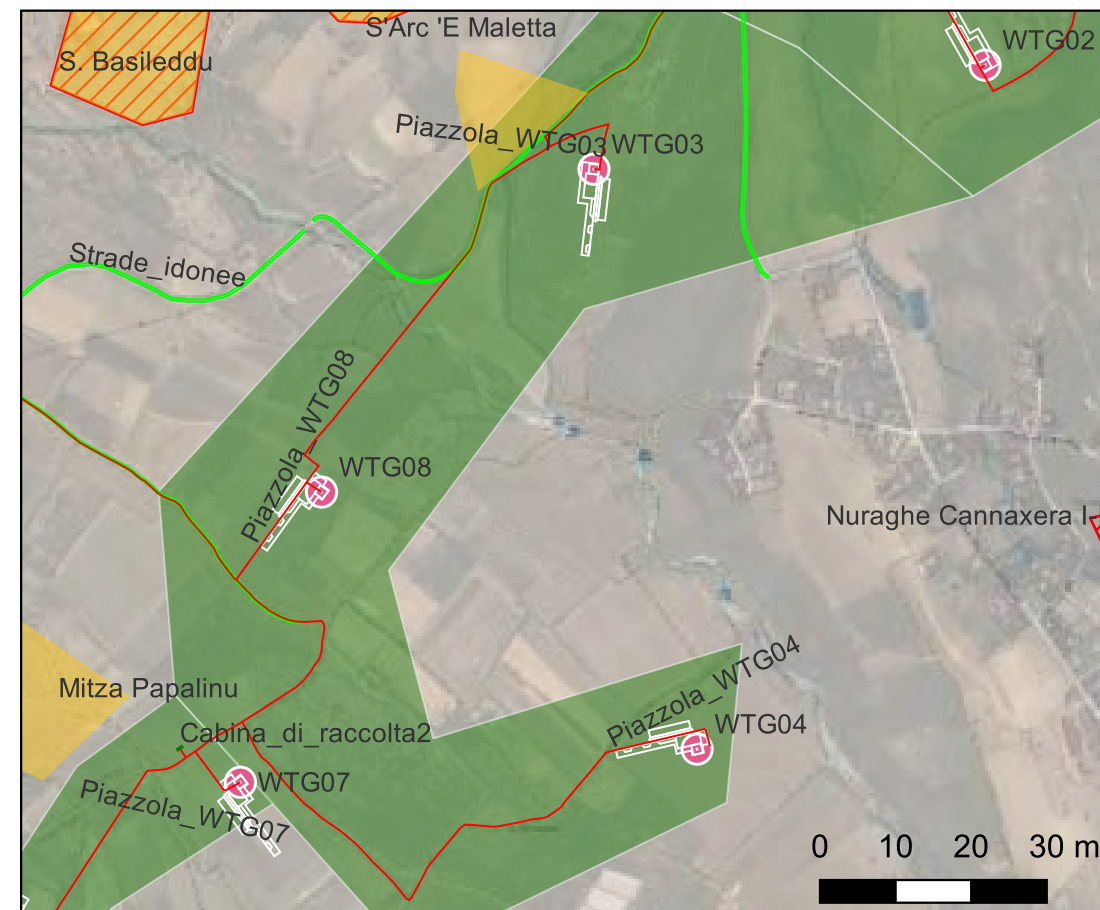 S'Arc 'E Maletta
WTG02
S. Basileddu
Piazzola_WTG03
WTG03
Strade_idonee
Piazzola_WTG08
WTG08
Nuraghe Cannaxera I
Mitza Papalinu
Piazzola_WTG04
WTG04
Cabina_di_raccolta2
WTG07
Piazzola_WTG07
0 10 20 30 m